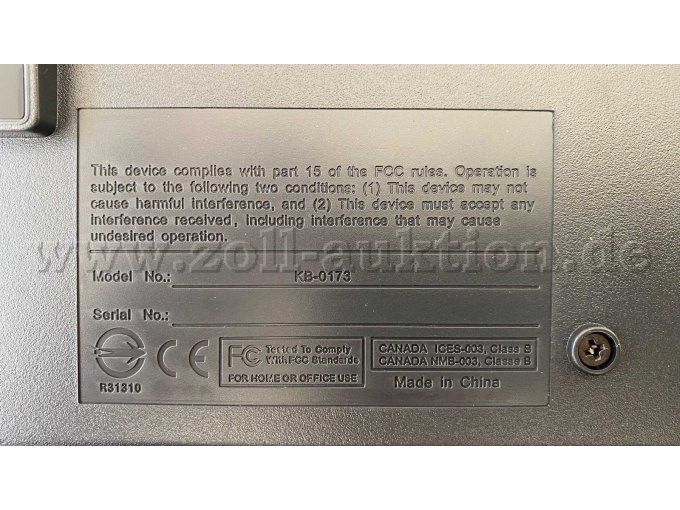 This device complies with part 15 of the FCC rules. Operation is
subject to the following two conditions: (1) This device may not
cause harmful interference, and (2) This device must accept any
interference received, including interference that may cause
undesired operation.
www.zoll-auktion.de
Model No.: KB-0173
Serial No.:
R31310
CE
FC Tested To Comply
With FCC Standards
FOR HOME OR OFFICE USE
CANADA ICES-003, Class B
CANADA NMB-003, Classe B
Made in China